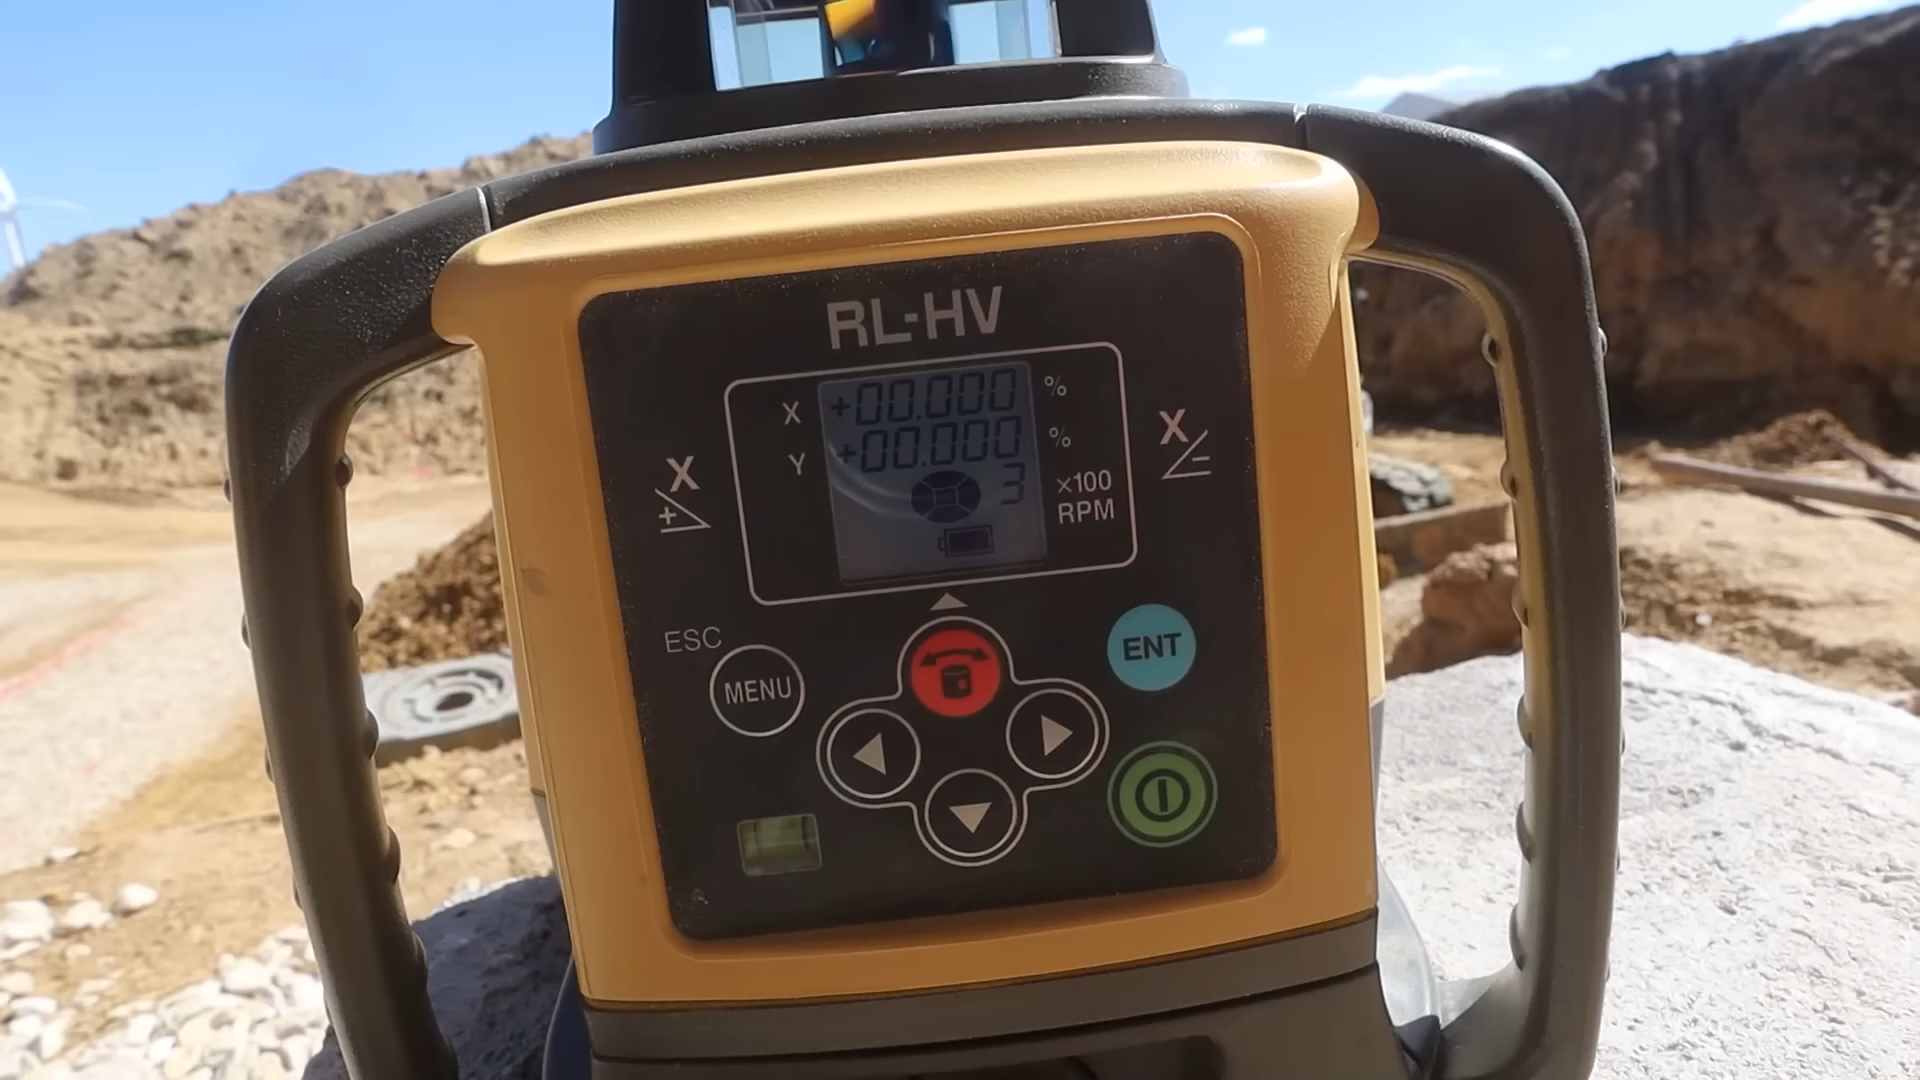 RL-HV
X +00.000 %
Y +00.000 %
3 ×100 RPM
X
+
X
-
ESC
MENU
ENT